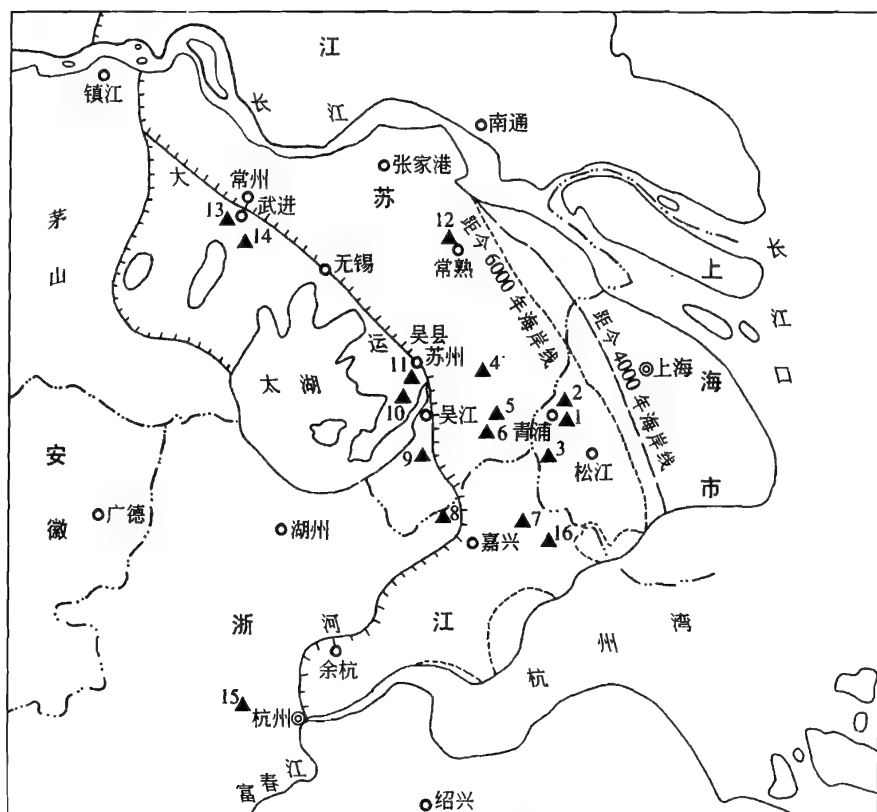 江
镇江
长
江
南通
张家港
苏
大
常州
武进
13
14
茅
山
12
常熟
无锡
距今6000年海岸线
距今4000年海岸线
上
海
市
长
江
口
上海
吴县
苏州
运
太湖
11
10
吴江
4
5
6
青浦
2
1
3
松江
9
安
徽
广德
湖州
8
7
16
嘉兴
浙
江
河
余杭
杭
州
湾
15
杭州
富春江
绍兴